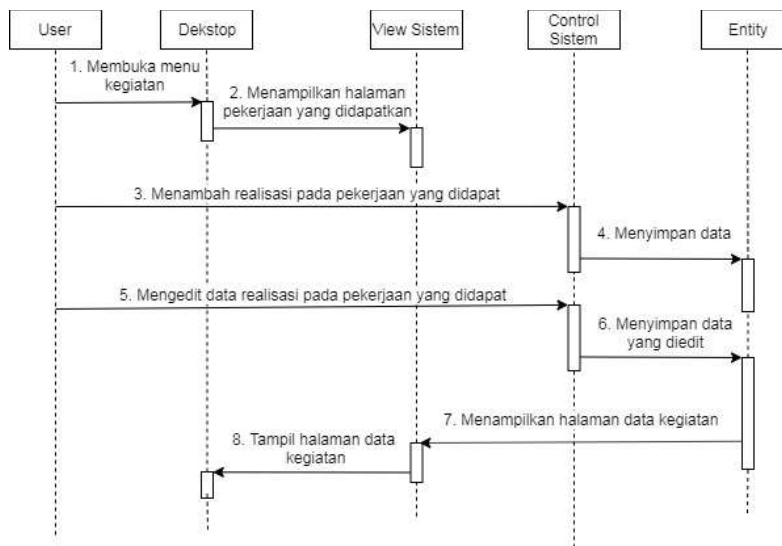 User
Dekstop
View Sistem
Control
Sistem
Entity
1. Membuka menu
kegiatan
2. Menampilkan halaman
pekerjaan yang didapatkan
3. Menambah realisasi pada pekerjaan yang didapat
4. Menyimpan data
5. Mengedit data realisasi pada pekerjaan yang didapat
6. Menyimpan data
yang diedit
7. Menampilkan halaman data kegiatan
8. Tampil halaman data
kegiatan